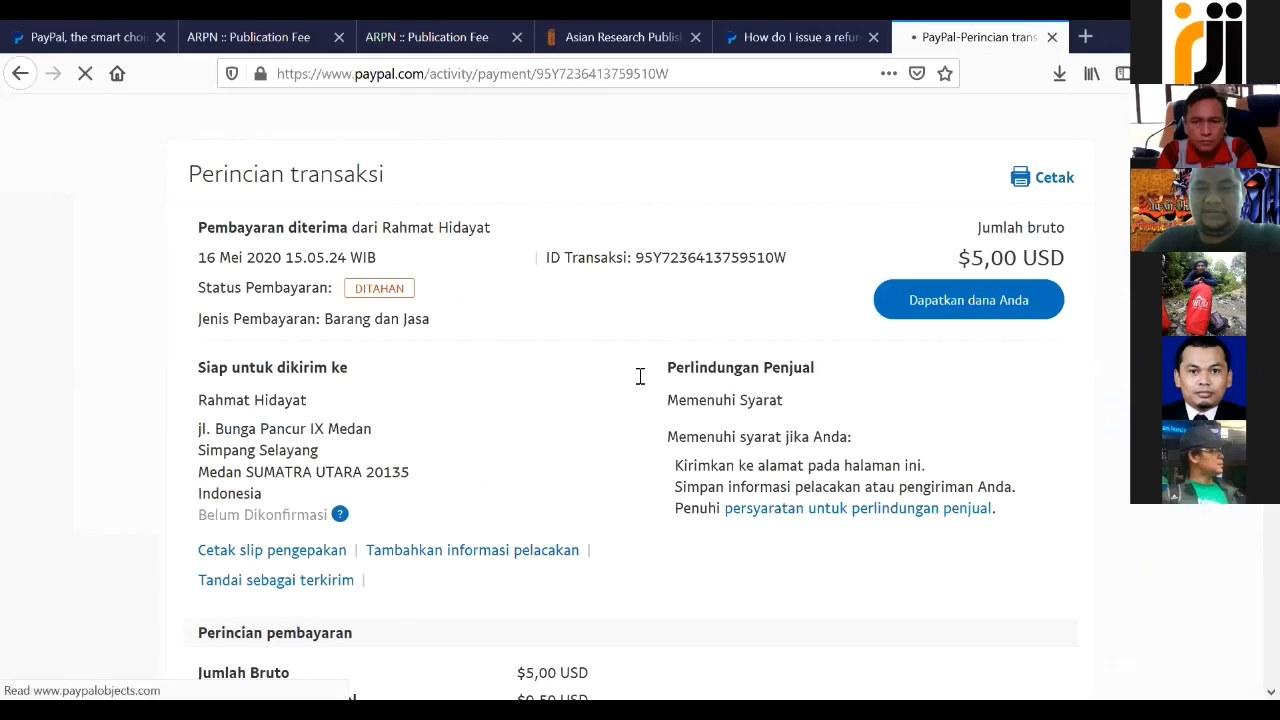 PayPal, the smart choi
ARPN :: Publication Fee
ARPN :: Publication Fee
Asian Research Publis
How do I issue a refun
PayPal-Perincian trans
https://www.paypal.com/activity/payment/95Y7236413759510W
Perincian transaksi
Cetak
Pembayaran diterima dari Rahmat Hidayat
Jumlah bruto
16 Mei 2020 15.05.24 WIB
ID Transaksi: 95Y7236413759510W
$5,00 USD
Status Pembayaran: DITAHAN
Dapatkan dana Anda
Jenis Pembayaran: Barang dan Jasa
Siap untuk dikirim ke
Rahmat Hidayat
jl. Bunga Pancur IX Medan
Simpang Selayang
Medan SUMATRA UTARA 20135
Indonesia
Belum Dikonfirmasi ?
Cetak slip pengepakan | Tambahkan informasi pelacakan |
Tandai sebagai terkirim |
Perlindungan Penjual
Memenuhi Syarat
Memenuhi syarat jika Anda:
Kirimkan ke alamat pada halaman ini.
Simpan informasi pelacakan atau pengiriman Anda.
Penuhi persyaratan untuk perlindungan penjual.
Perincian pembayaran
Jumlah Bruto
$5,00 USD
Read www.paypalobjects.com